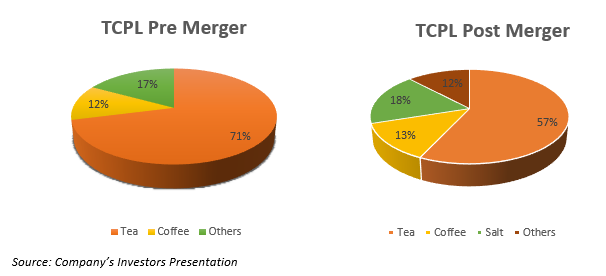 TCPL Pre Merger
17%
12%
71%
Tea Coffee Others
TCPL Post Merger
12%
18%
57%
13%
Tea Coffee Salt Others
Source: Company's Investors Presentation